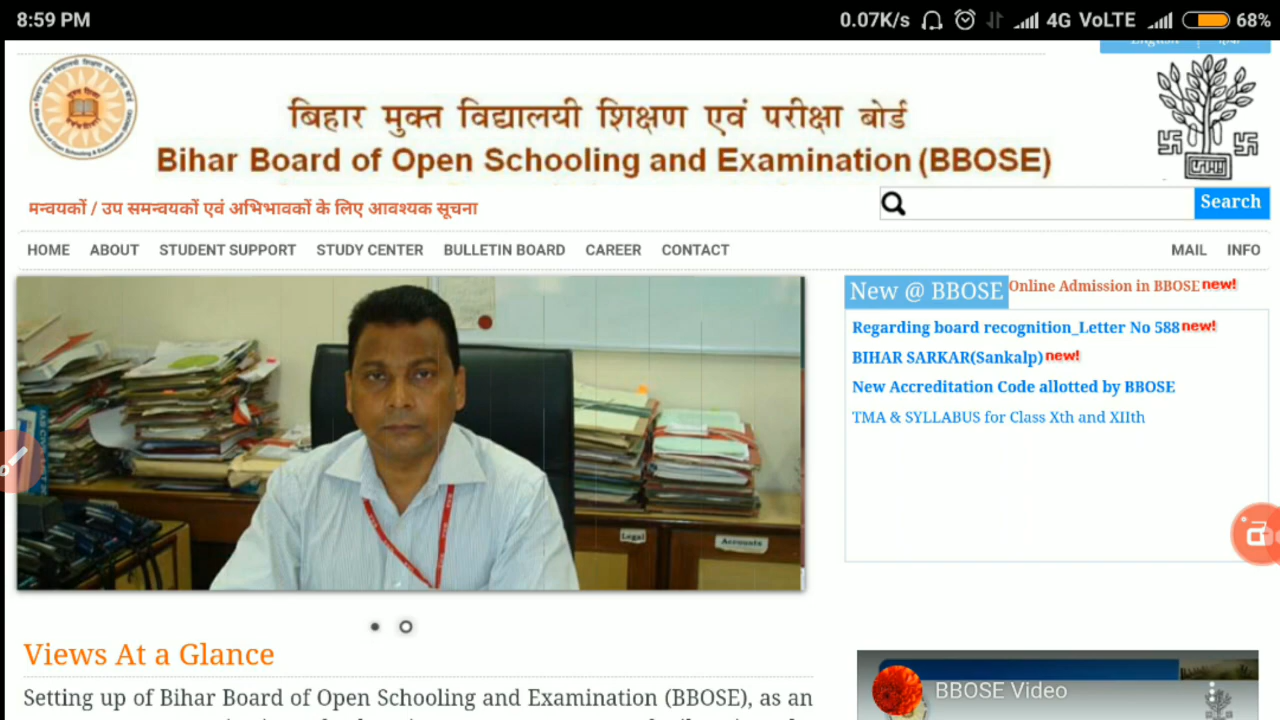 8:59 PM 0.07K/s 4G VoLTE 68%
English
बिहार मुक्त विद्यालयी शिक्षण एवं परीक्षा बोर्ड
Bihar Board of Open Schooling and Examination (BBOSE)
मन्वयकों / उप समन्वयकों एवं अभिभावकों के लिए आवश्यक सूचना
Search
HOME ABOUT STUDENT SUPPORT STUDY CENTER BULLETIN BOARD CAREER CONTACT MAIL INFO
New @ BBOSE Online Admission in BBOSE new!
Regarding board recognition_Letter No 588 new!
BIHAR SARKAR(Sankalp) new!
New Accreditation Code allotted by BBOSE
TMA & SYLLABUS for Class Xth and XIIth
Legal
Accounts
Views At a Glance
Setting up of Bihar Board of Open Schooling and Examination (BBOSE), as an
BBOSE Video